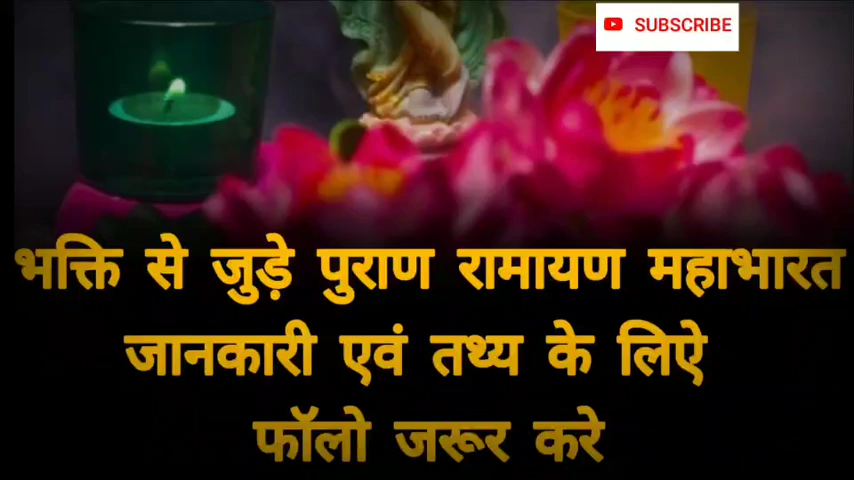 SUBSCRIBE
भक्ति से जुड़े पुराण रामायण महाभारत
जानकारी एवं तथ्य के लिऐ
फॉलो जरूर करे